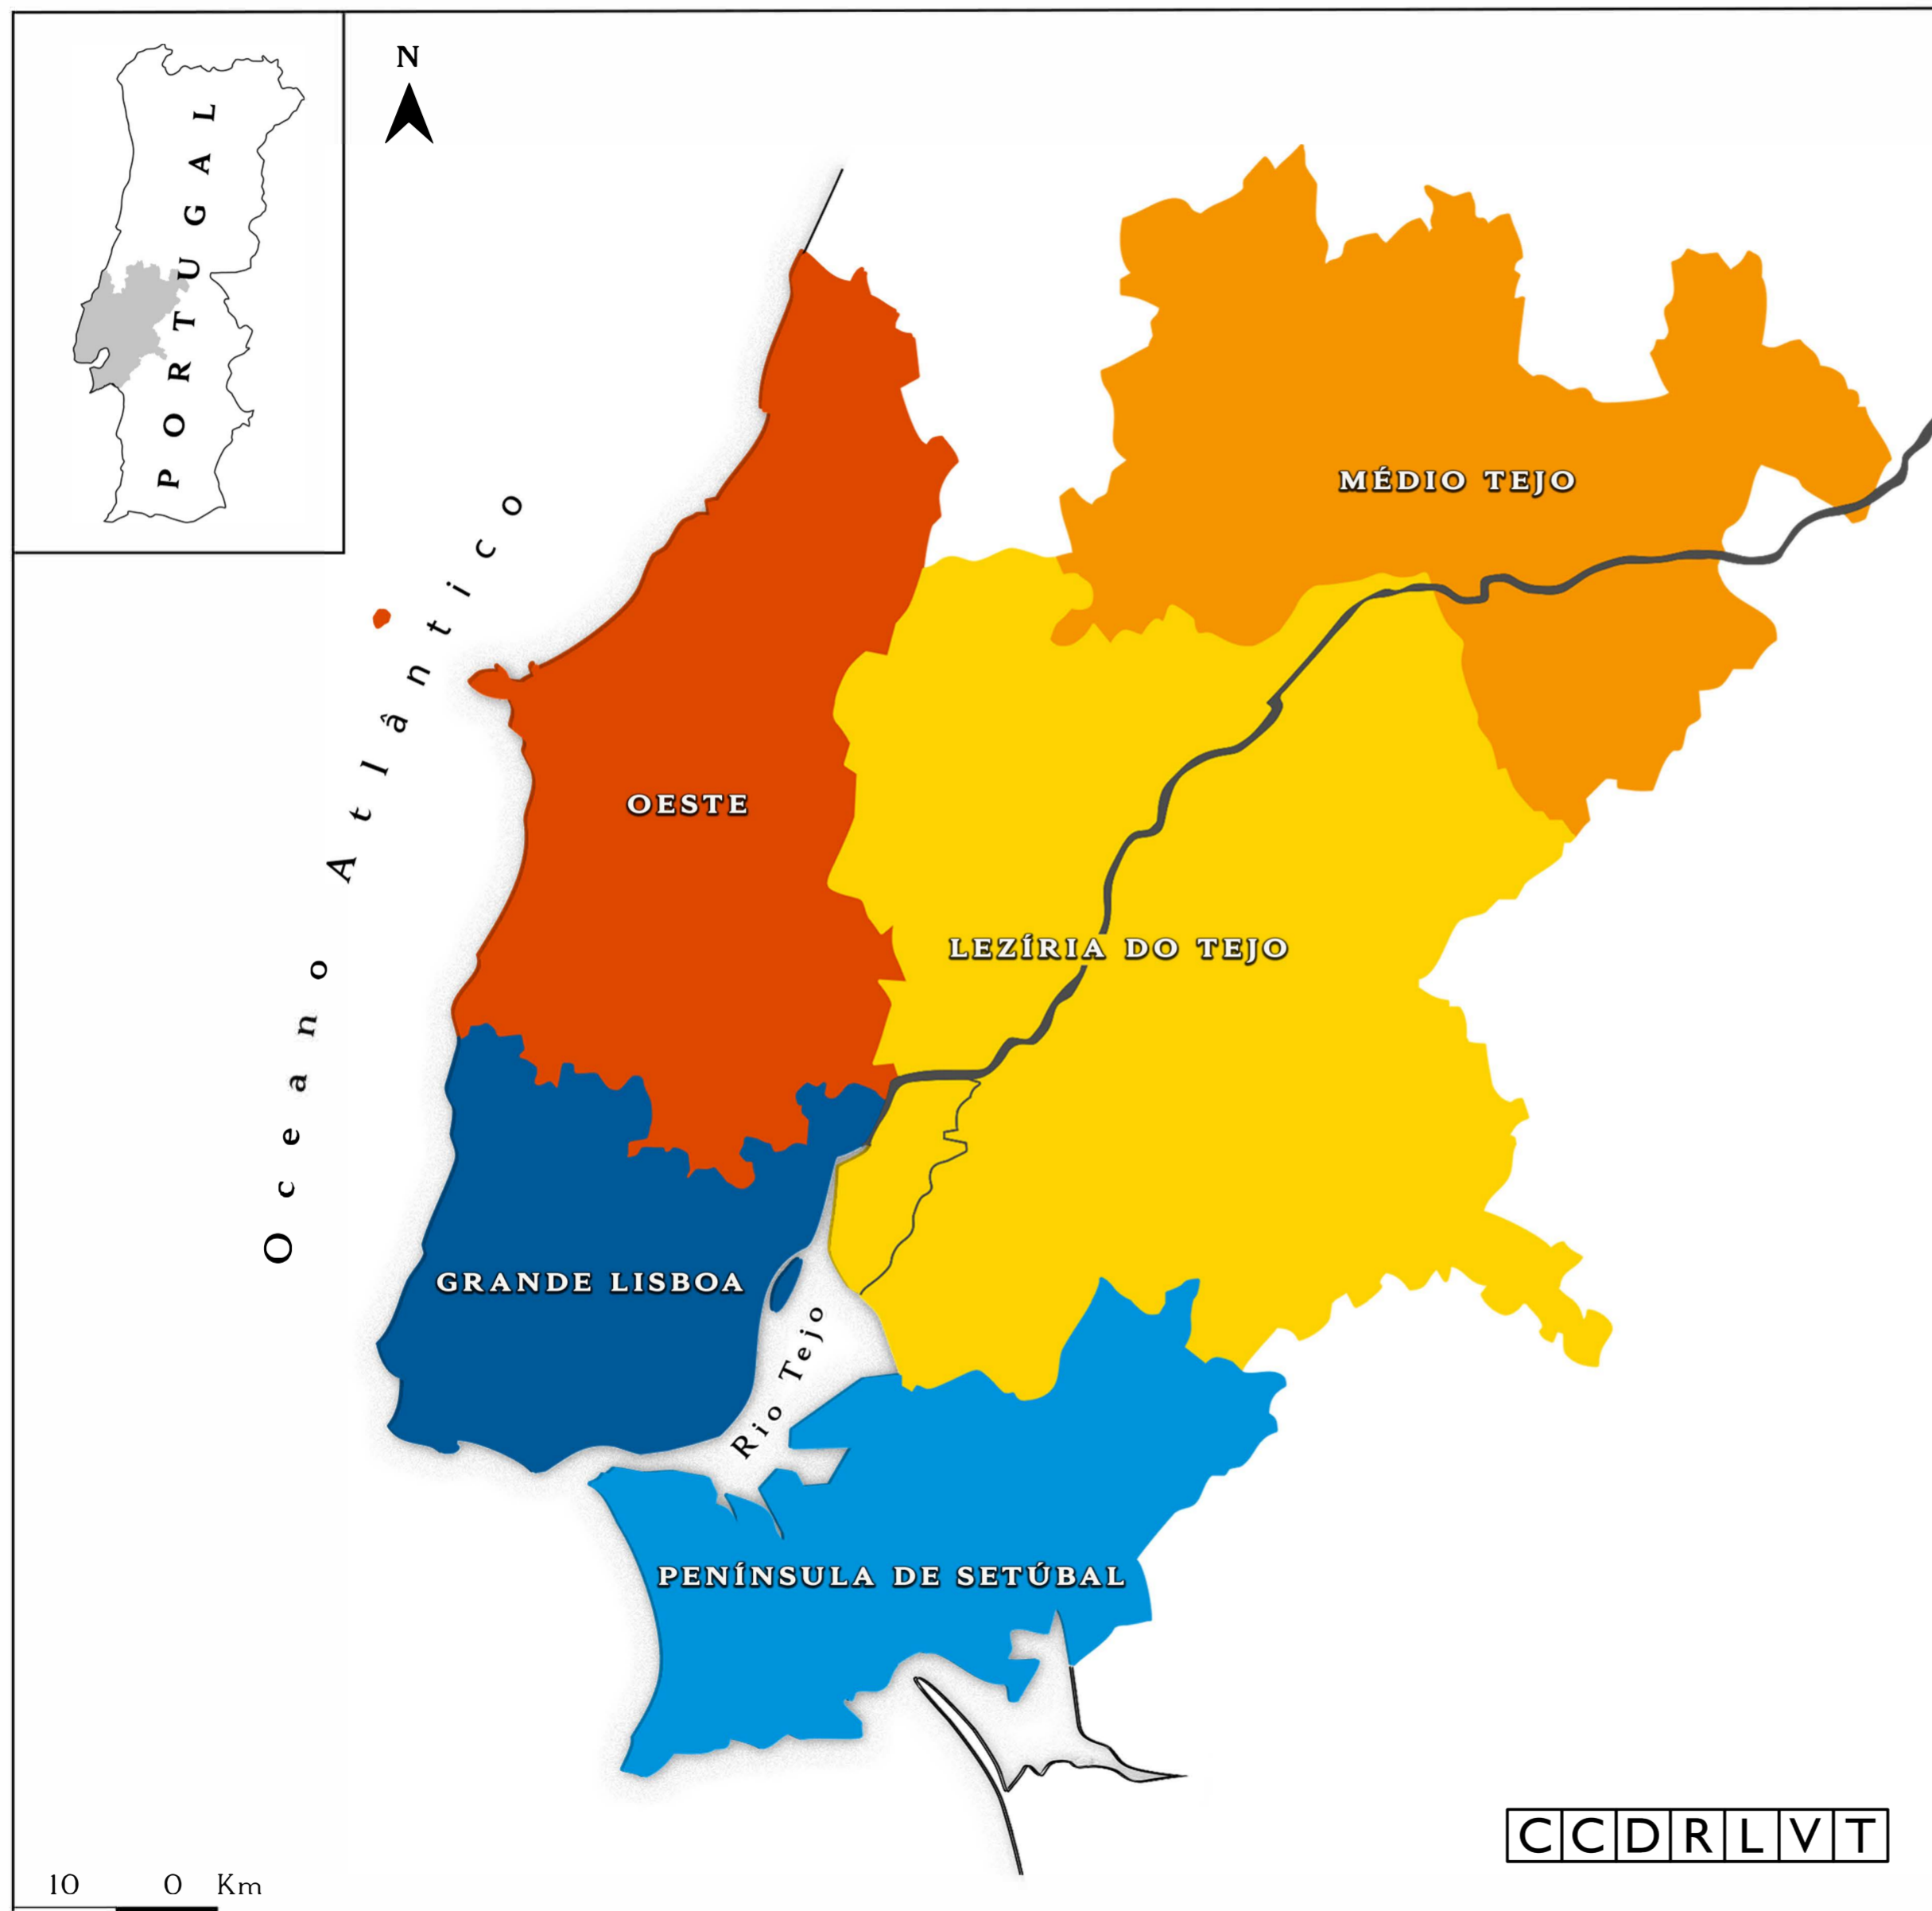 PORTUGAL
N
Oceano Atlântico
MÉDIO TEJO
OESTE
LEZÍRIA DO TEJO
GRANDE LISBOA
Rio Tejo
PENÍNSULA DE SETÚBAL
CCDRLVT
10 0 Km